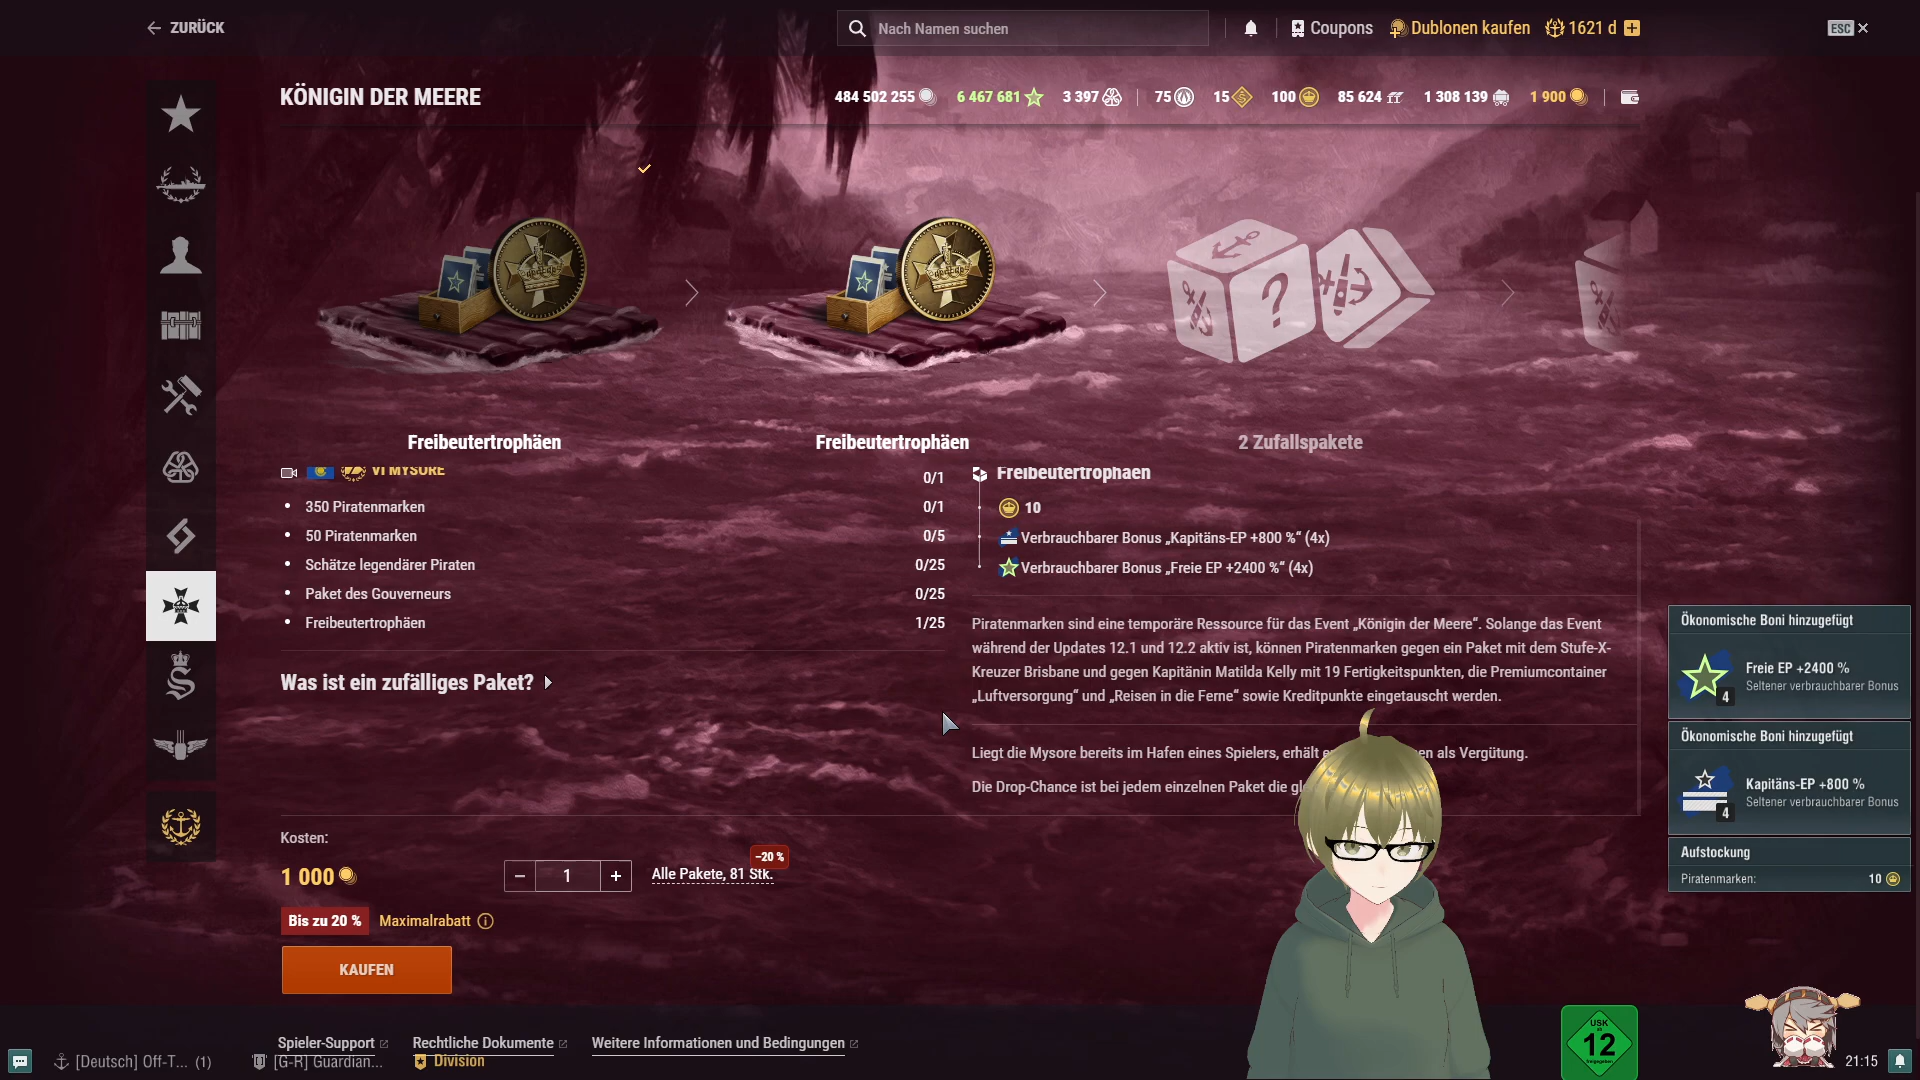 ZURÜCK
Nach Namen suchen
Coupons
Dublonen kaufen
1621 d
ESC
KÖNIGIN DER MEERE
484 502 255
6 467 681
3 397
75
15
100
85 624
1 308 139
1 900
Freibeutertrophäen
Freibeutertrophäen
2 Zufallspakete
VI MYSORE
0/1
350 Piratenmarken
0/1
50 Piratenmarken
0/5
Schätze legendärer Piraten
0/25
Paket des Gouverneurs
0/25
Freibeutertrophäen
1/25
Was ist ein zufälliges Paket?
Freibeutertrophäen
10
Verbrauchbarer Bonus „Kapitäns-EP +800 %“ (4x)
Verbrauchbarer Bonus „Freie EP +2400 %“ (4x)
Piratenmarken sind eine temporäre Ressource für das Event „Königin der Meere“. Solange das Event
während der Updates 12.1 und 12.2 aktiv ist, können Piratenmarken gegen ein Paket mit dem Stufe-X-
Kreuzer Brisbane und gegen Kapitänin Matilda Kelly mit 19 Fertigkeitspunkten, die Premiumcontainer
„Luftversorgung“ und „Reisen in die Ferne“ sowie Kreditpunkte eingetauscht werden.
Liegt die Mysore bereits im Hafen eines Spielers, erhält als Vergütung.
Die Drop-Chance ist bei jedem einzelnen Paket die
Kosten:
1 000
1
Alle Pakete, 81 Stk.
−20 %
Bis zu 20 %
Maximalrabatt
KAUFEN
Ökonomische Boni hinzugefügt
Freie EP +2400 %
Seltener verbrauchbarer Bonus
4
Ökonomische Boni hinzugefügt
Kapitäns-EP +800 %
Seltener verbrauchbarer Bonus
4
Aufstockung
Piratenmarken:
10
Spieler-Support
Rechtliche Dokumente
Weitere Informationen und Bedingungen
[Deutsch] Off-T... (1)
[G-R] Guardian...
Division
USK
12
21:15